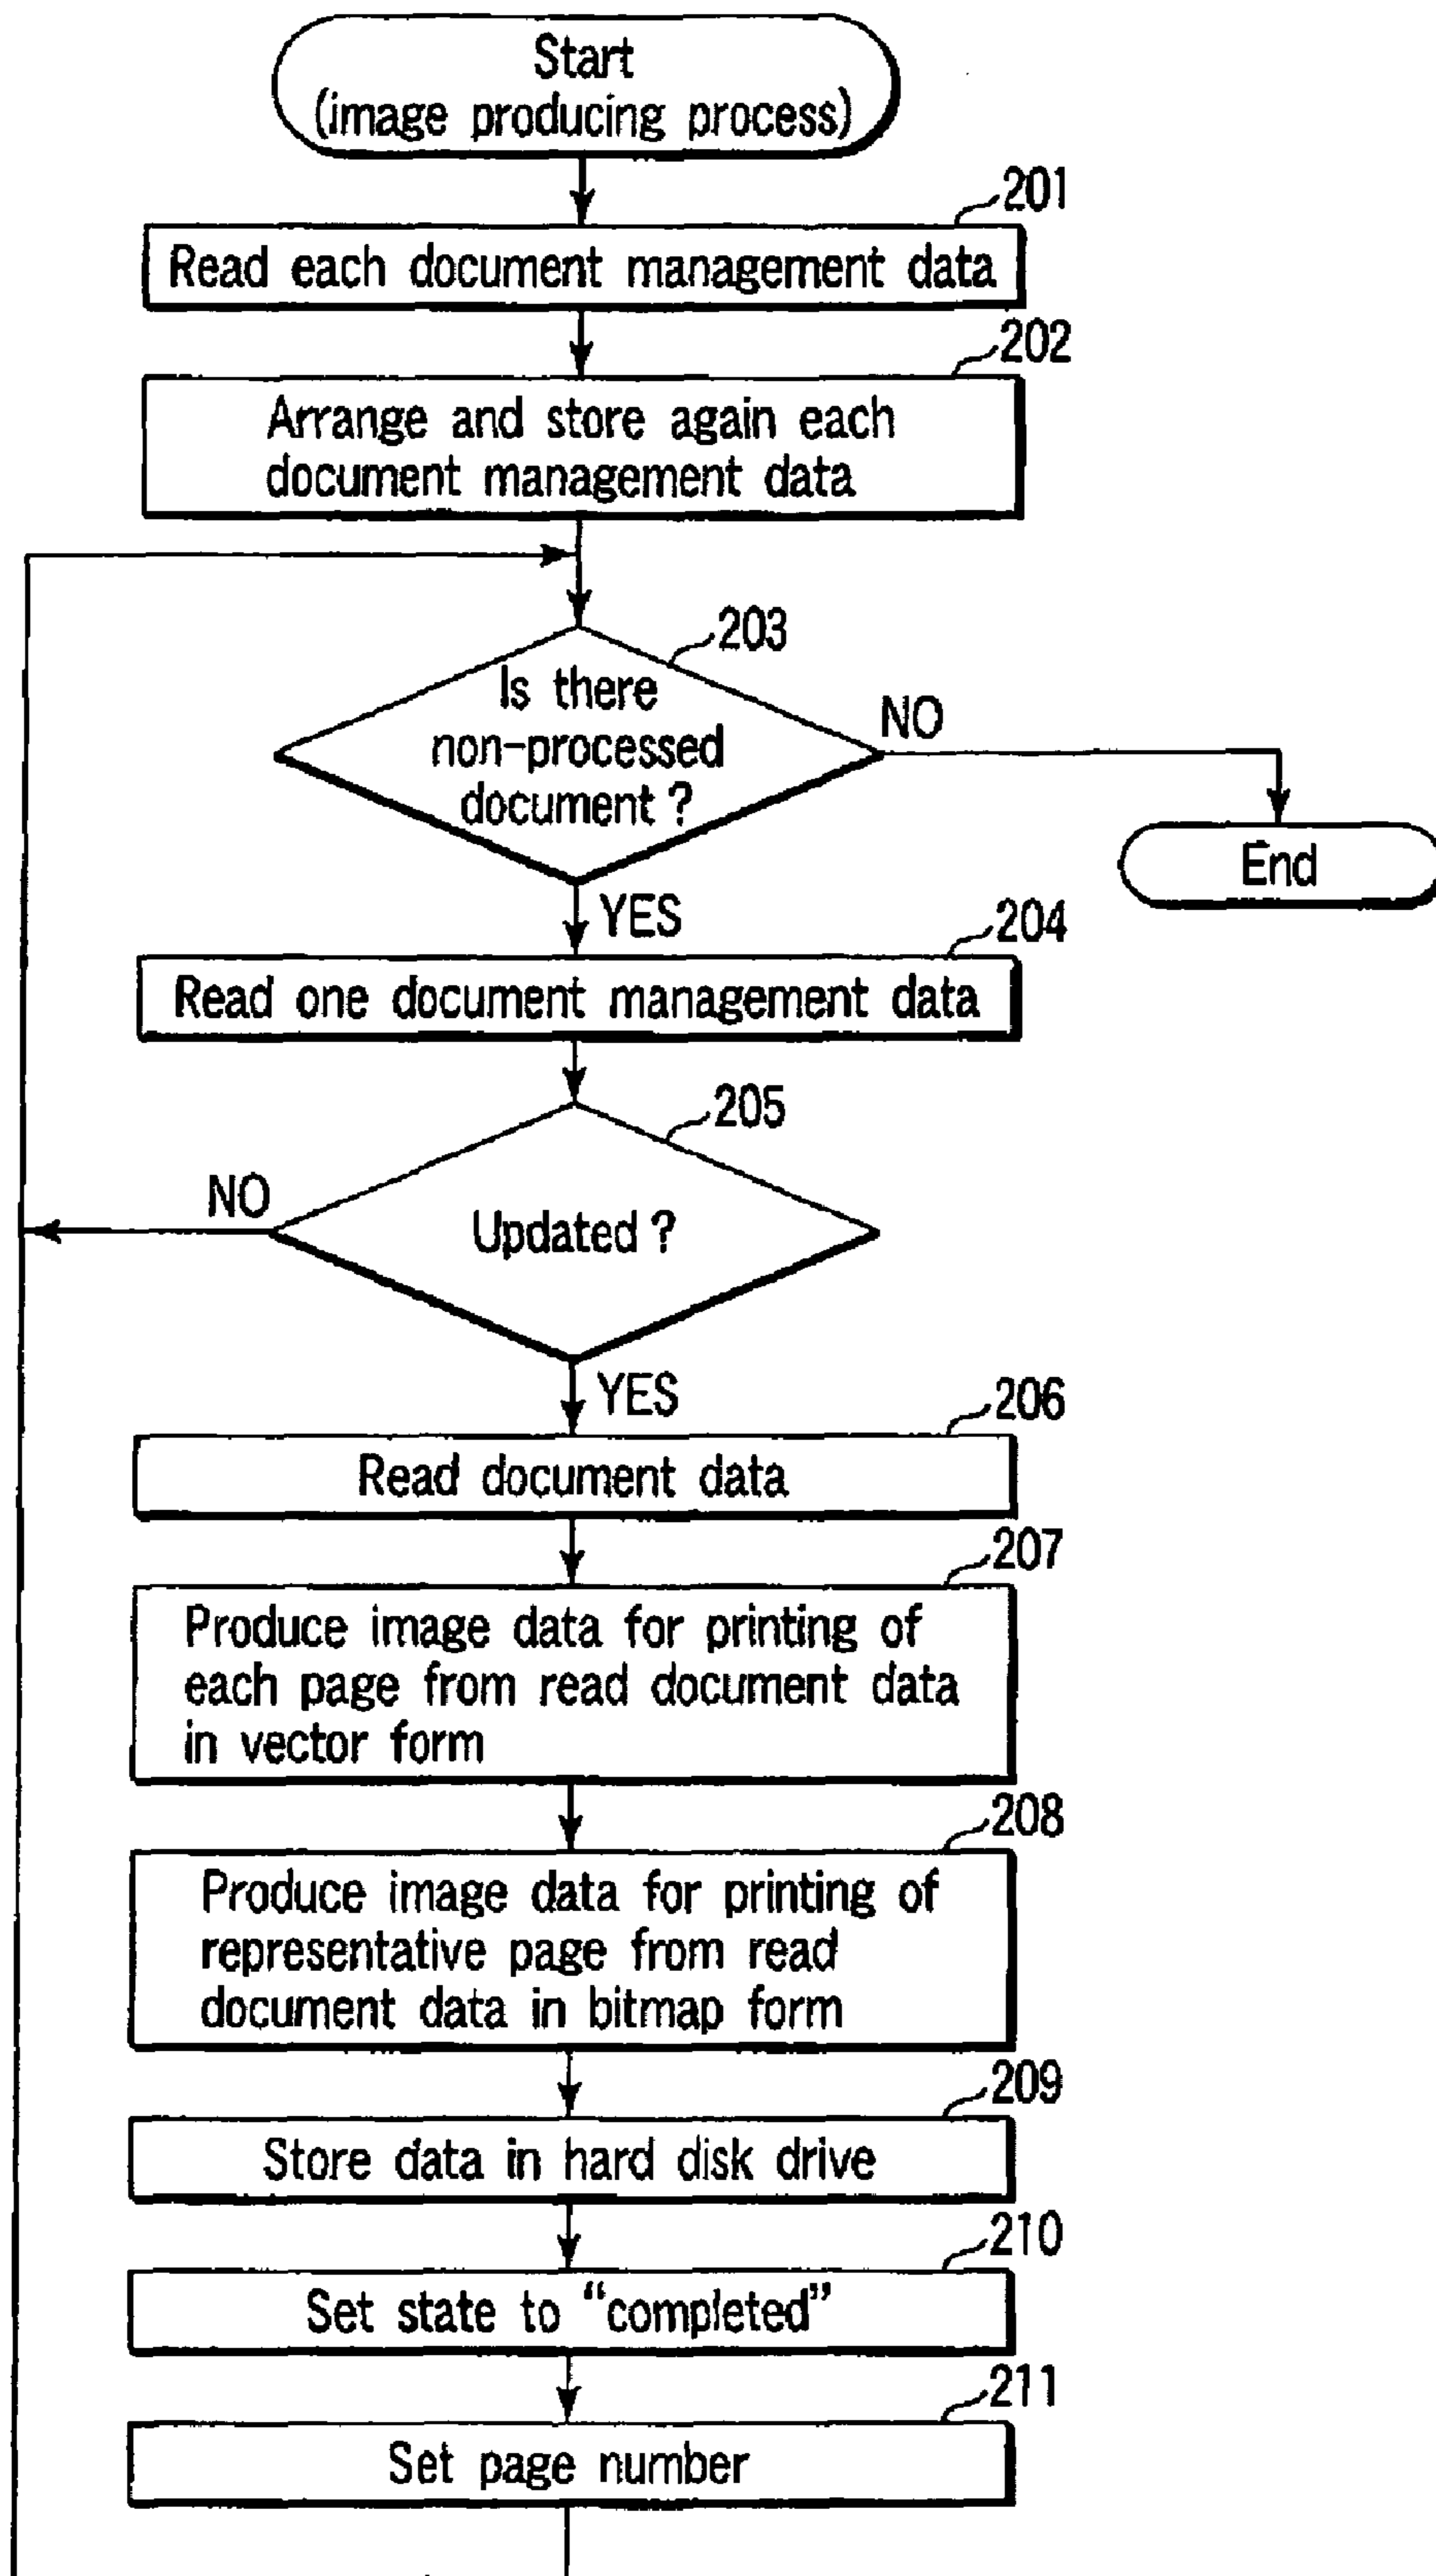 Start
(image producing process)
201
Read each document management data
202
Arrange and store again each
document management data
203
Is there
non-processed
document ?
NO
End
YES
204
Read one document management data
205
NO
Updated ?
YES
206
Read document data
207
Produce image data for printing of
each page from read document data
in vector form
208
Produce image data for printing of
representative page from read
document data in bitmap form
209
Store data in hard disk drive
210
Set state to “completed”
211
Set page number